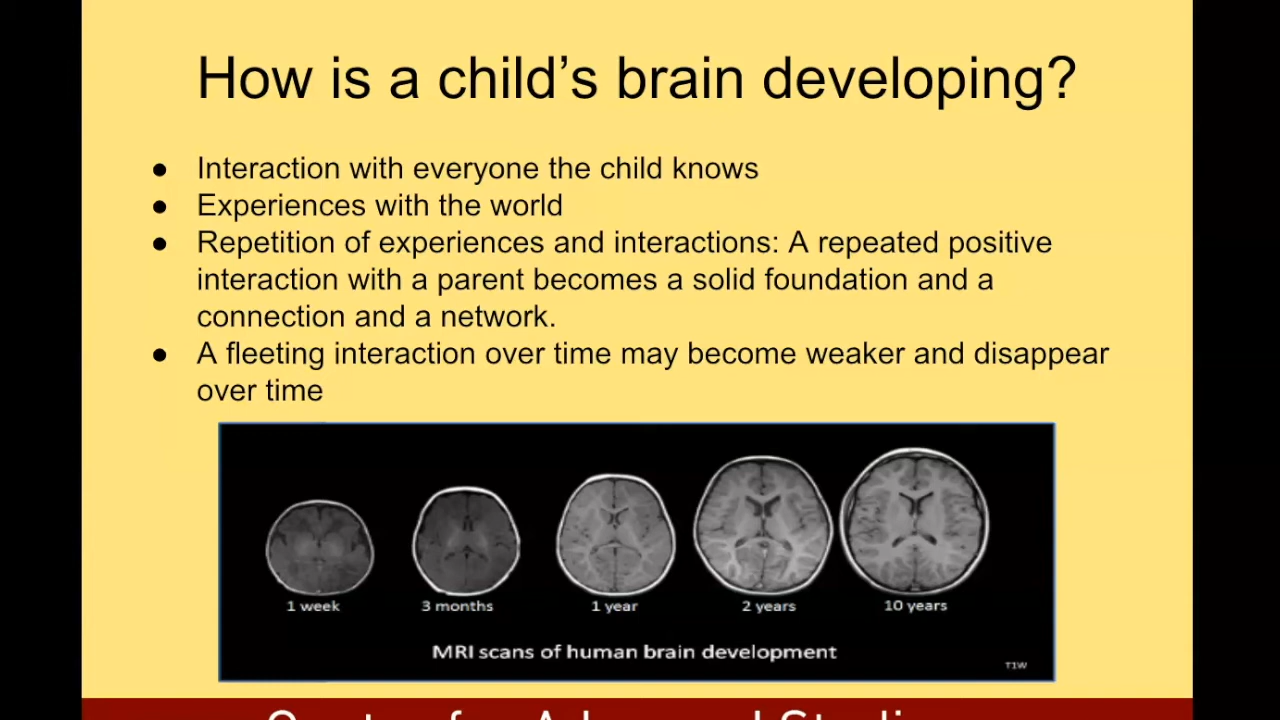 How is a child's brain developing?
● Interaction with everyone the child knows
● Experiences with the world
● Repetition of experiences and interactions: A repeated positive
interaction with a parent becomes a solid foundation and a
connection and a network.
● A fleeting interaction over time may become weaker and disappear
over time
1 week 3 months 1 year 2 years 10 years
MRI scans of human brain development
T1W